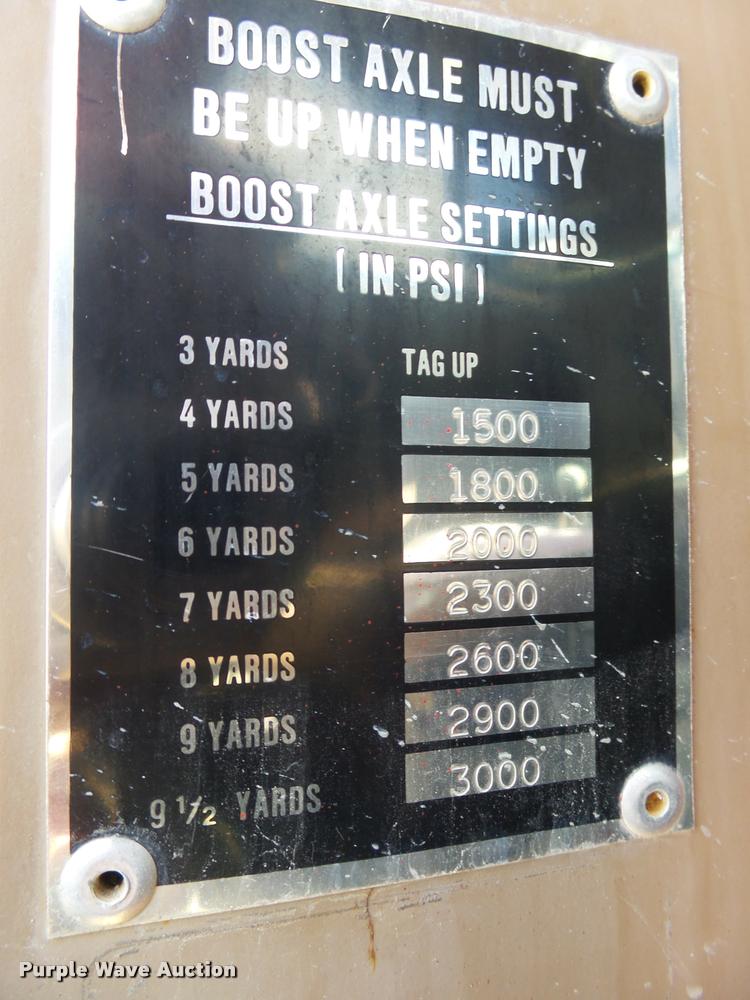 BOOST AXLE MUST
BE UP WHEN EMPTY
BOOST AXLE SETTINGS
(IN PSI)
3 YARDS TAG UP
4 YARDS 1500
5 YARDS 1800
6 YARDS 2000
7 YARDS 2300
8 YARDS 2600
9 YARDS 2900
9 1/2 YARDS 3000
Purple Wave Auction